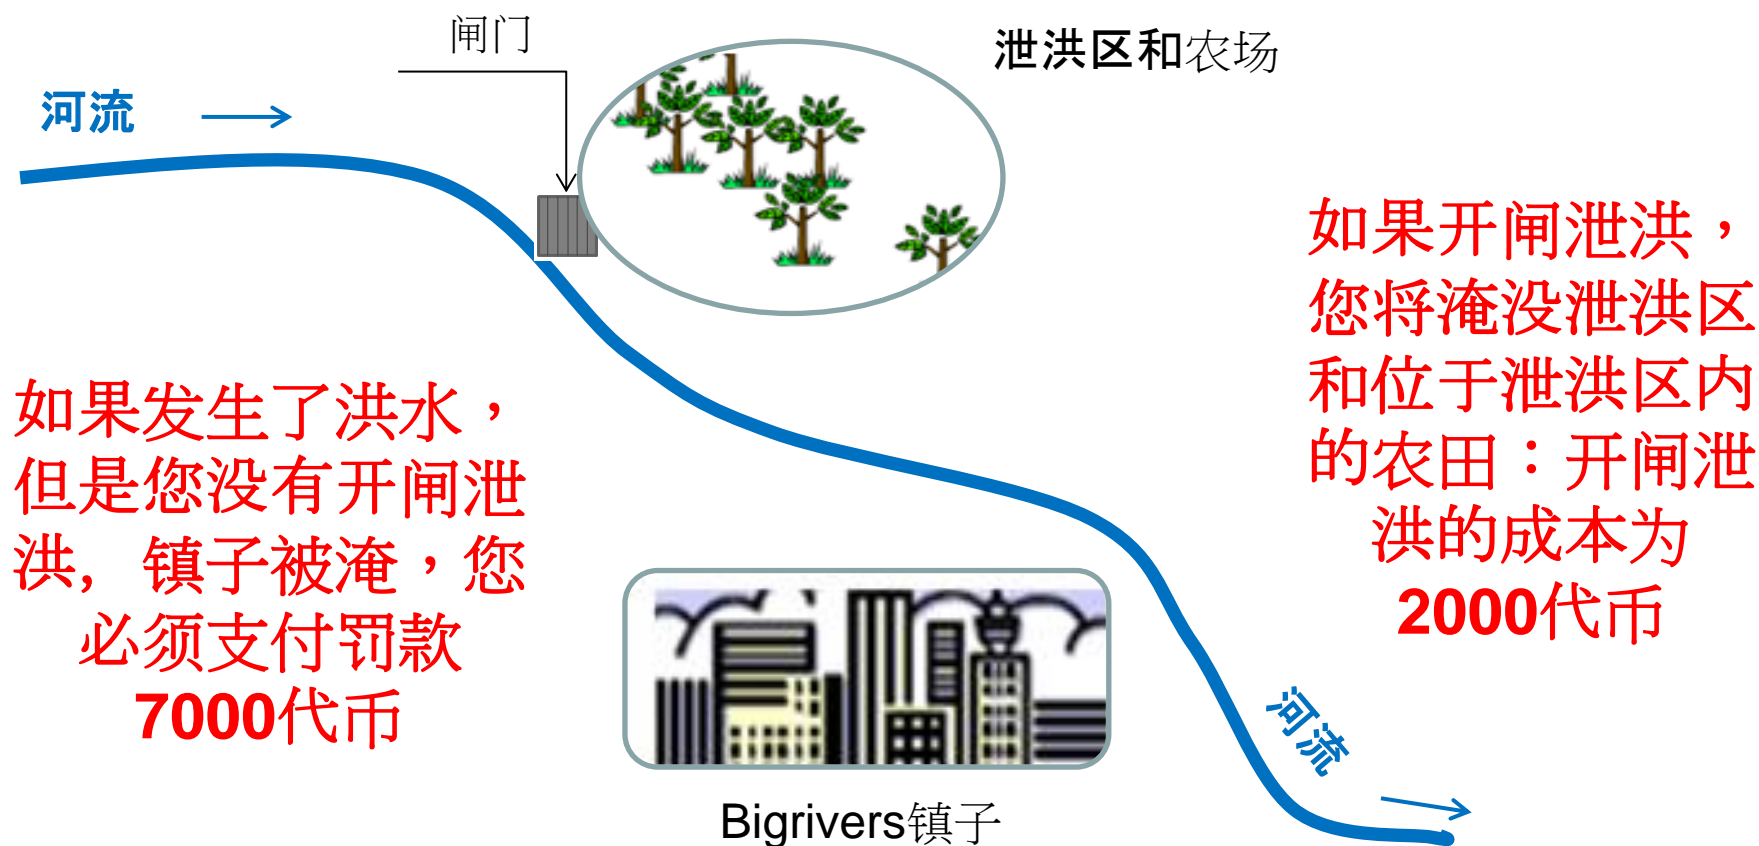 闸门
泄洪区和农场
河流
如果开闸泄洪，
您将淹没泄洪区
和位于泄洪区内
的农田：开闸泄
洪的成本为
2000代币
如果发生了洪水，
但是您没有开闸泄
洪，镇子被淹，您
必须支付罚款
7000代币
河流
Bigrivers镇子